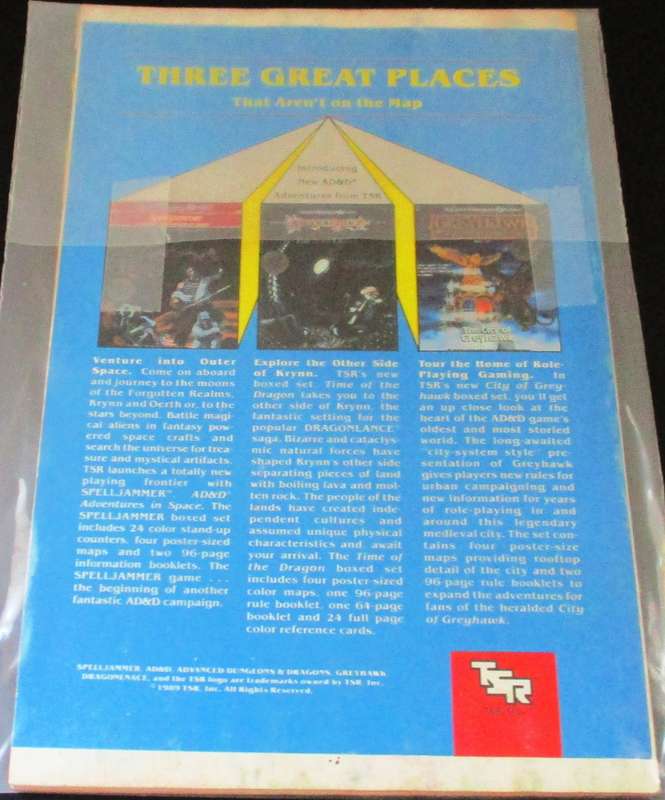 THREE GREAT PLACES
That Aren't on the Map
Introducing
New AD&D®
Adventures from TSR
The City of
Greyhawk
Venture into Outer
Space. Come on aboard
and journey to the moons
of the Forgotten Realms,
Krynn and Oerth or, to the
stars beyond. Battle magi-
cal aliens in fantasy pow-
ered space crafts and
search the universe for trea-
sure and mystical artifacts.
TSR launches a totally new
playing frontier with
SPELLJAMMER™ AD&D®
Adventures in Space. The
SPELLJAMMER boxed set
includes 24 color stand-up
counters, four poster-sized
maps and two 96-page
information booklets. The
SPELLJAMMER game . . .
the beginning of another
fantastic AD&D campaign.
Explore the Other Side
of Krynn. TSR's new
boxed set, Time of the
Dragon takes you to the
other side of Krynn, the
fantastic setting for the
popular DRAGONLANCE
saga. Bizarre and cataclys-
mic natural forces have
shaped Krynn's other side
separating pieces of land
with boiling lava and mol-
ten rock. The people of the
lands have created inde-
pendent cultures and
assumed unique physical
characteristics and await
your arrival. The Time of
the Dragon boxed set
includes four poster-sized
color maps, one 96-page
rule booklet, one 64-page
booklet and 24 full page
color reference cards.
Tour the Home of Role-
Playing Gaming. In
TSR's new City of Grey-
hawk boxed set, you'll get
an up close look at the
heart of the AD&D game's
oldest and most storied
world. The long-awaited
"city-system style" pre-
sentation of Greyhawk
gives players new rules for
urban campaigning and
new information for years
of role-playing in and
around this legendary
medieval city. The set con-
tains four poster-size
maps providing rooftop
detail of the city and two
96-page rule booklets to
expand the adventures for
fans of the heralded City
of Greyhawk.
SPELLJAMMER, AD&D, ADVANCED DUNGEONS & DRAGONS, GREYHAWK
DRAGONLANCE, and the TSR logo are trademarks owned by TSR, Inc.
©1989 TSR, Inc. All Rights Reserved.
TSR